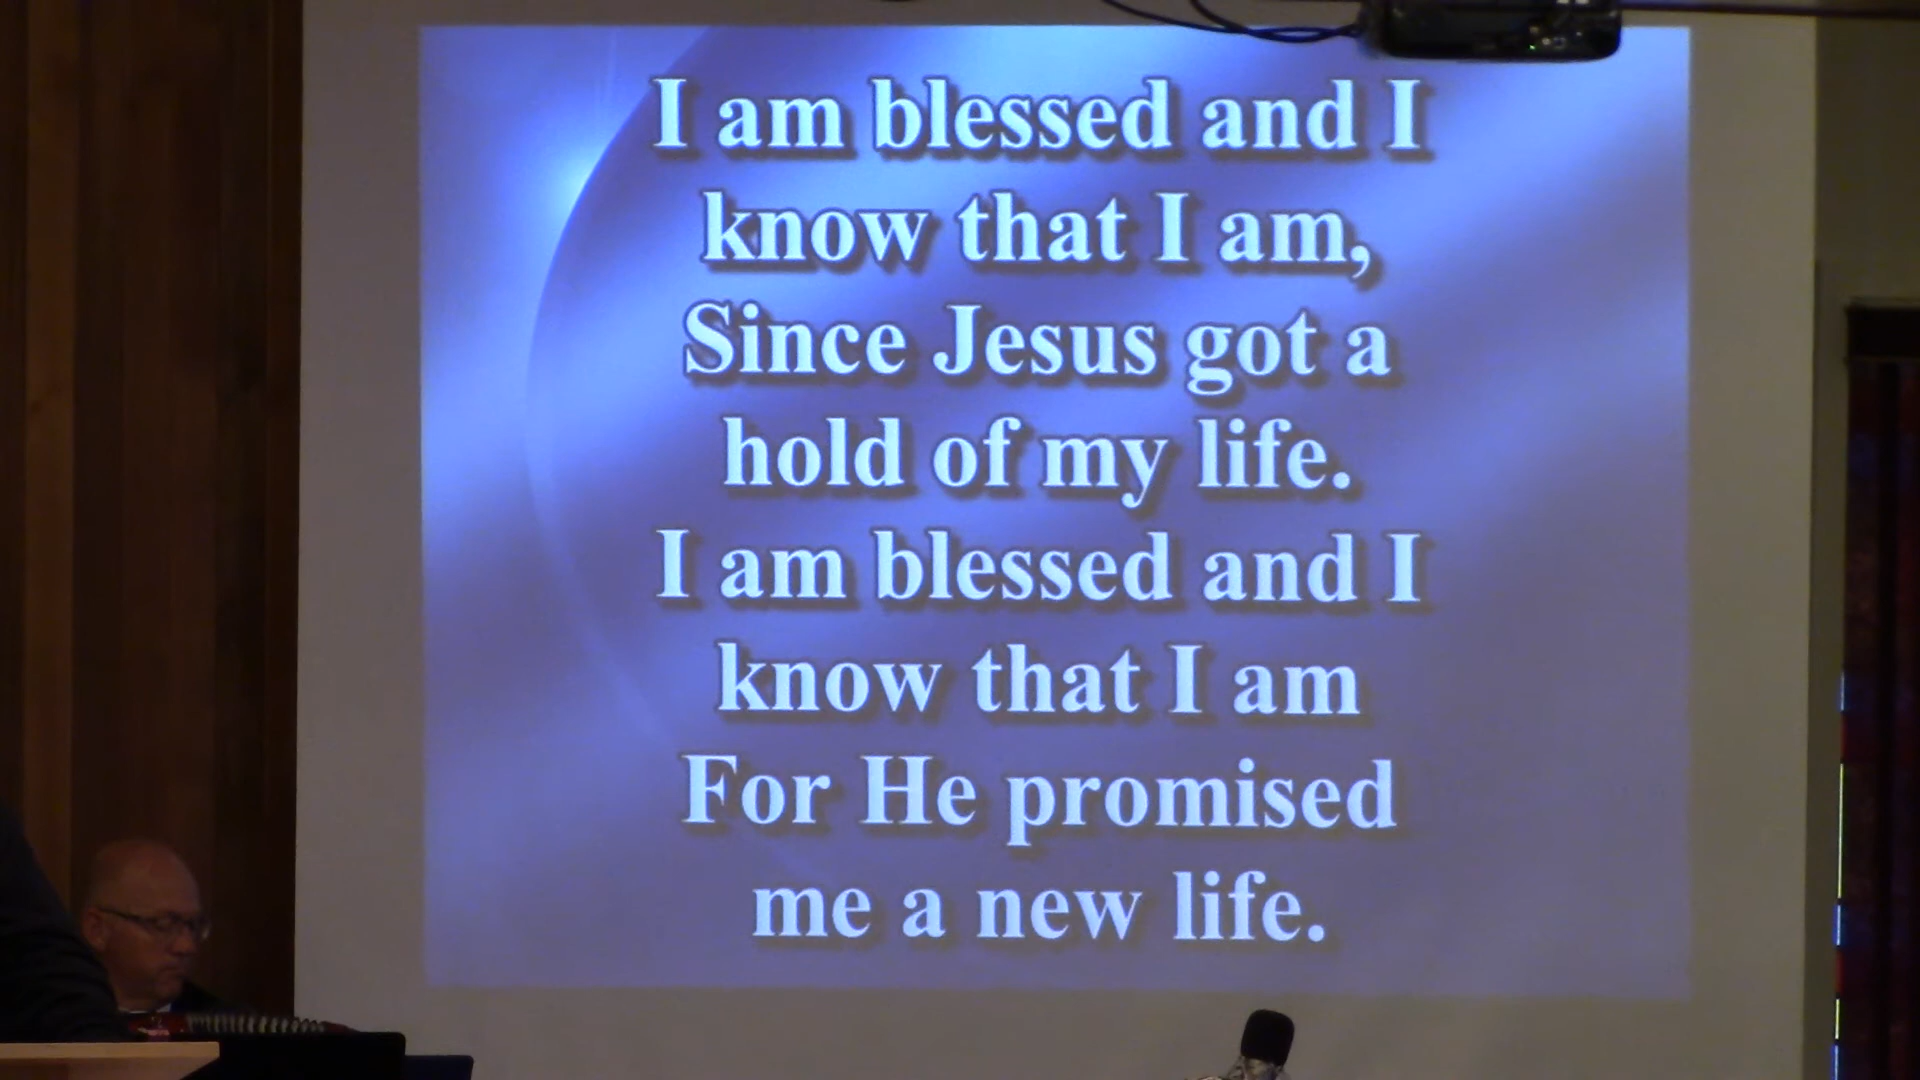 I am blessed and I
know that I am,
Since Jesus got a
hold of my life.
I am blessed and I
know that I am
For He promised
me a new life.